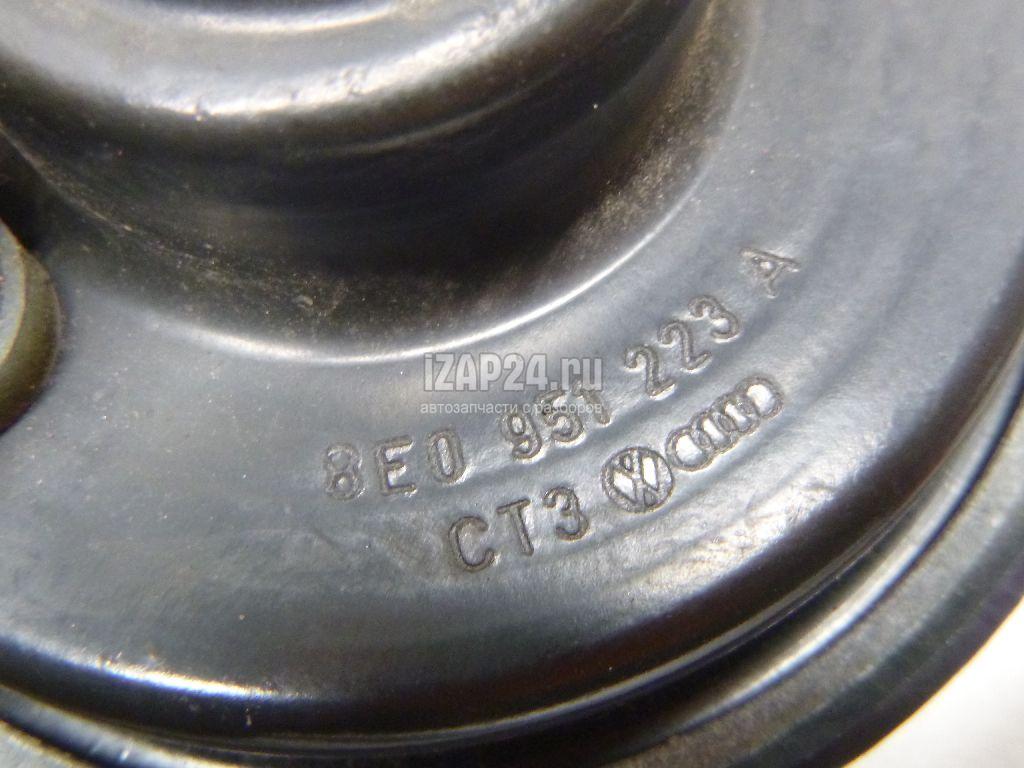 iZAP24.ru
автозапчасти с разборов
8E0 951 223 A
CT3